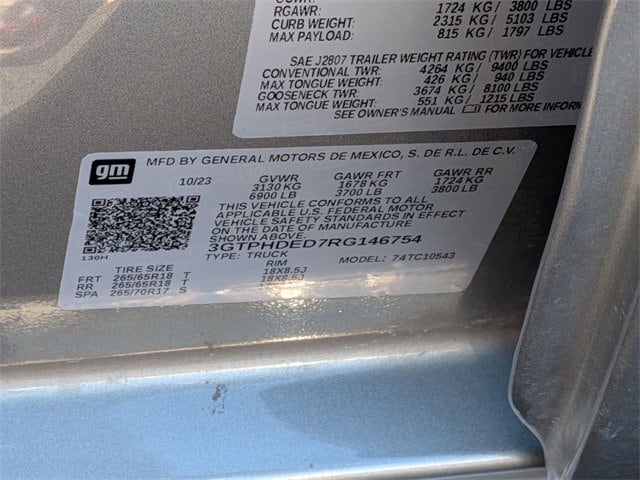 RGAWR: 1724 KG/ 3800 LBS
CURB WEIGHT: 2315 KG/ 5103 LBS
MAX PAYLOAD: 815 KG/ 1797 LBS
SAE J2807 TRAILER WEIGHT RATING (TWR) FOR VEHICLE
CONVENTIONAL TWR: 4264 KG/ 9400 LBS
MAX TONGUE WEIGHT: 426 KG/ 940 LBS
GOOSENECK TWR: 3674 KG/ 8100 LBS
MAX TONGUE WEIGHT: 551 KG/ 1215 LBS
SEE OWNER'S MANUAL FOR MORE INFORM
gm MFD BY GENERAL MOTORS DE MEXICO, S. DE R.L. DE C.V.
10/23 GVWR GAWR FRT GAWR RR
3130 KG 1678 KG 1724 KG
6900 LB 3700 LB 3800 LB
THIS VEHICLE CONFORMS TO ALL
APPLICABLE U.S. FEDERAL MOTOR
VEHICLE SAFETY STANDARDS IN EFFECT
ON THE DATE OF MANUFACTURE
SHOWN ABOVE.
3GTPHDED7RG146754
130H TYPE: TRUCK MODEL: 74TC10543
TIRE SIZE RIM
FRT 265/65R18 T 18X8.5J
RR 265/65R18 T 18X8.5J
SPA 265/70R17 S